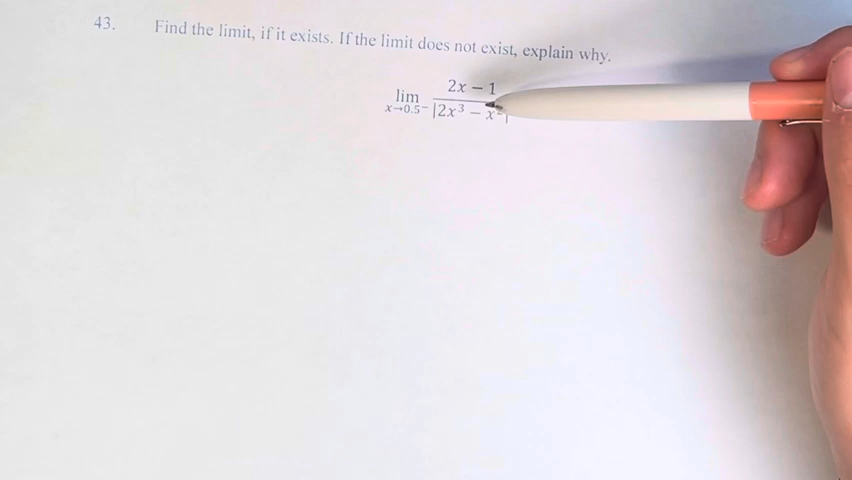 43. Find the limit, if it exists. If the limit does not exist, explain why.
lim x→0.5⁻ (2x − 1)/|2x³ − x²|